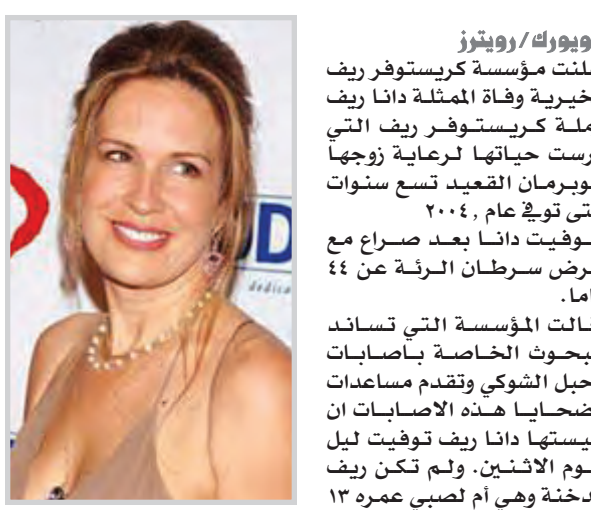 ويورك/رويترز
لنت مؤسسة كريستوفر ريف
خيرية وفاة الممثلة دانا ريف
ملة كريستوفر ريف التي
رست حياتها لرعاية زوجها
وبرمان القعيد تسع سنوات
تى توفي عام , ٢٠٠٤
وفيت دانا بعد صراع مع
رض سرطان الرئة عن ٤٤
اما.
الت المؤسسة التي تساند
بحوث الخاصة باصابات
حبل الشوكي وتقدم مساعدات
ضحايا هذه الاصابات ان
يستها دانا ريف توفيت ليل
وم الاثنين. ولم تكن ريف
دخنة وهي أم لصبي عمره ١٣
dedica